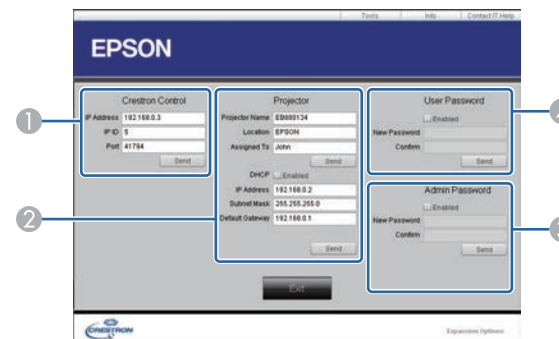 Tools Info Contact IT Help
EPSON
Crestron Control
IP Address 192.168.0.3
IP ID 5
Port 41794
Send
Projector
Projector Name EB880134
Location EPSON
Assigned To John
Send
DHCP Enabled
IP Address 192.168.0.2
Subnet Mask 255.255.255.0
Default Gateway 192.168.0.1
Send
User Password
Enabled
New Password
Confirm
Send
Admin Password
Enabled
New Password
Confirm
Send
Exit
CRESTRON
Expansion Options
1
2